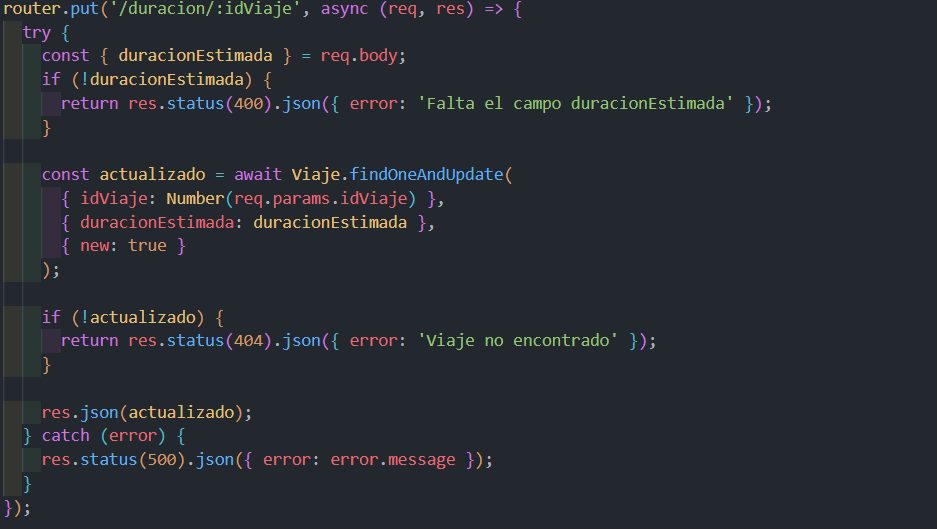 router.put('/duracion/:idViaje', async (req, res) => {
  try {
    const { duracionEstimada } = req.body;
    if (!duracionEstimada) {
      return res.status(400).json({ error: 'Falta el campo duracionEstimada' });
    }

    const actualizado = await Viaje.findOneAndUpdate(
      { idViaje: Number(req.params.idViaje) },
      { duracionEstimada: duracionEstimada },
      { new: true }
    );

    if (!actualizado) {
      return res.status(404).json({ error: 'Viaje no encontrado' });
    }

    res.json(actualizado);
  } catch (error) {
    res.status(500).json({ error: error.message });
  }
});